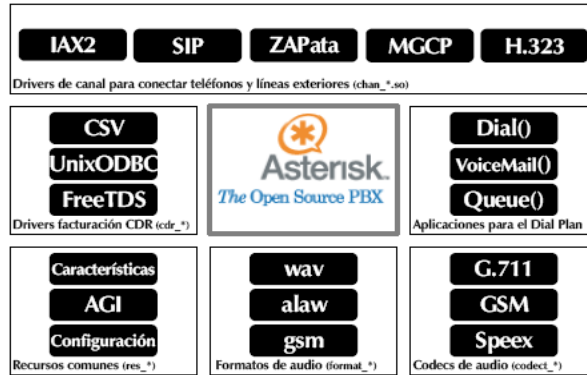 IAX2 SIP ZAPata MGCP H.323
Drivers de canal para conectar teléfonos y líneas exteriores (chan_*.so)
CSV
UnixODBC
FreeTDS
Drivers facturación CDR (cdr_*)
Asterisk™
The Open Source PBX
Dial()
VoiceMail()
Queue()
Aplicaciones para el Dial Plan
Características
AGI
Configuración
Recursos comunes (res_*)
wav
alaw
gsm
Formatos de audio (format_*)
G.711
GSM
Speex
Codecs de audio (codect_*)